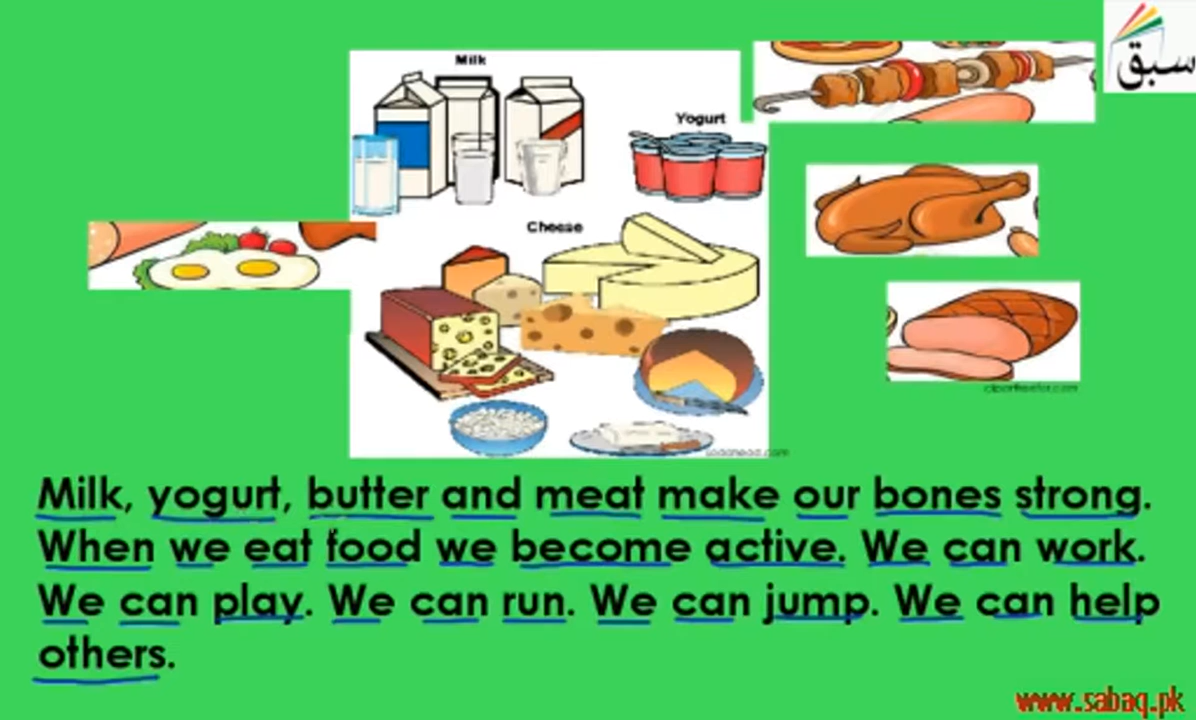 سبق
Milk
Yogurt
Cheese
Milk, yogurt, butter and meat make our bones strong.
When we eat food we become active. We can work.
We can play. We can run. We can jump. We can help
others.
www.sabaq.pk